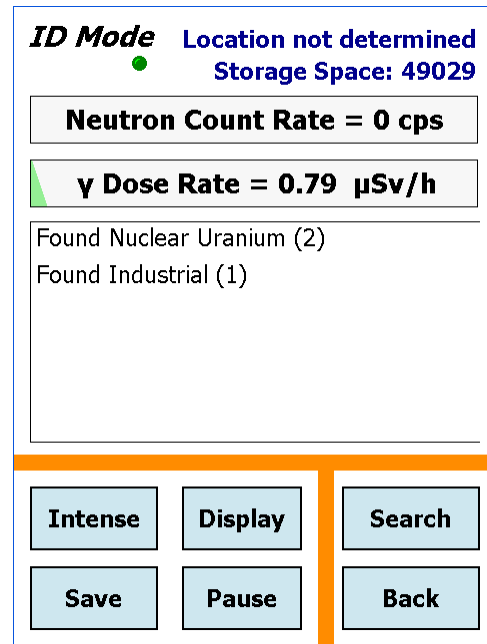 ID Mode Location not determined
Storage Space: 49029
Neutron Count Rate = 0 cps
γ Dose Rate = 0.79 µSv/h
Found Nuclear Uranium (2)
Found Industrial (1)
Intense Display Search
Save Pause Back